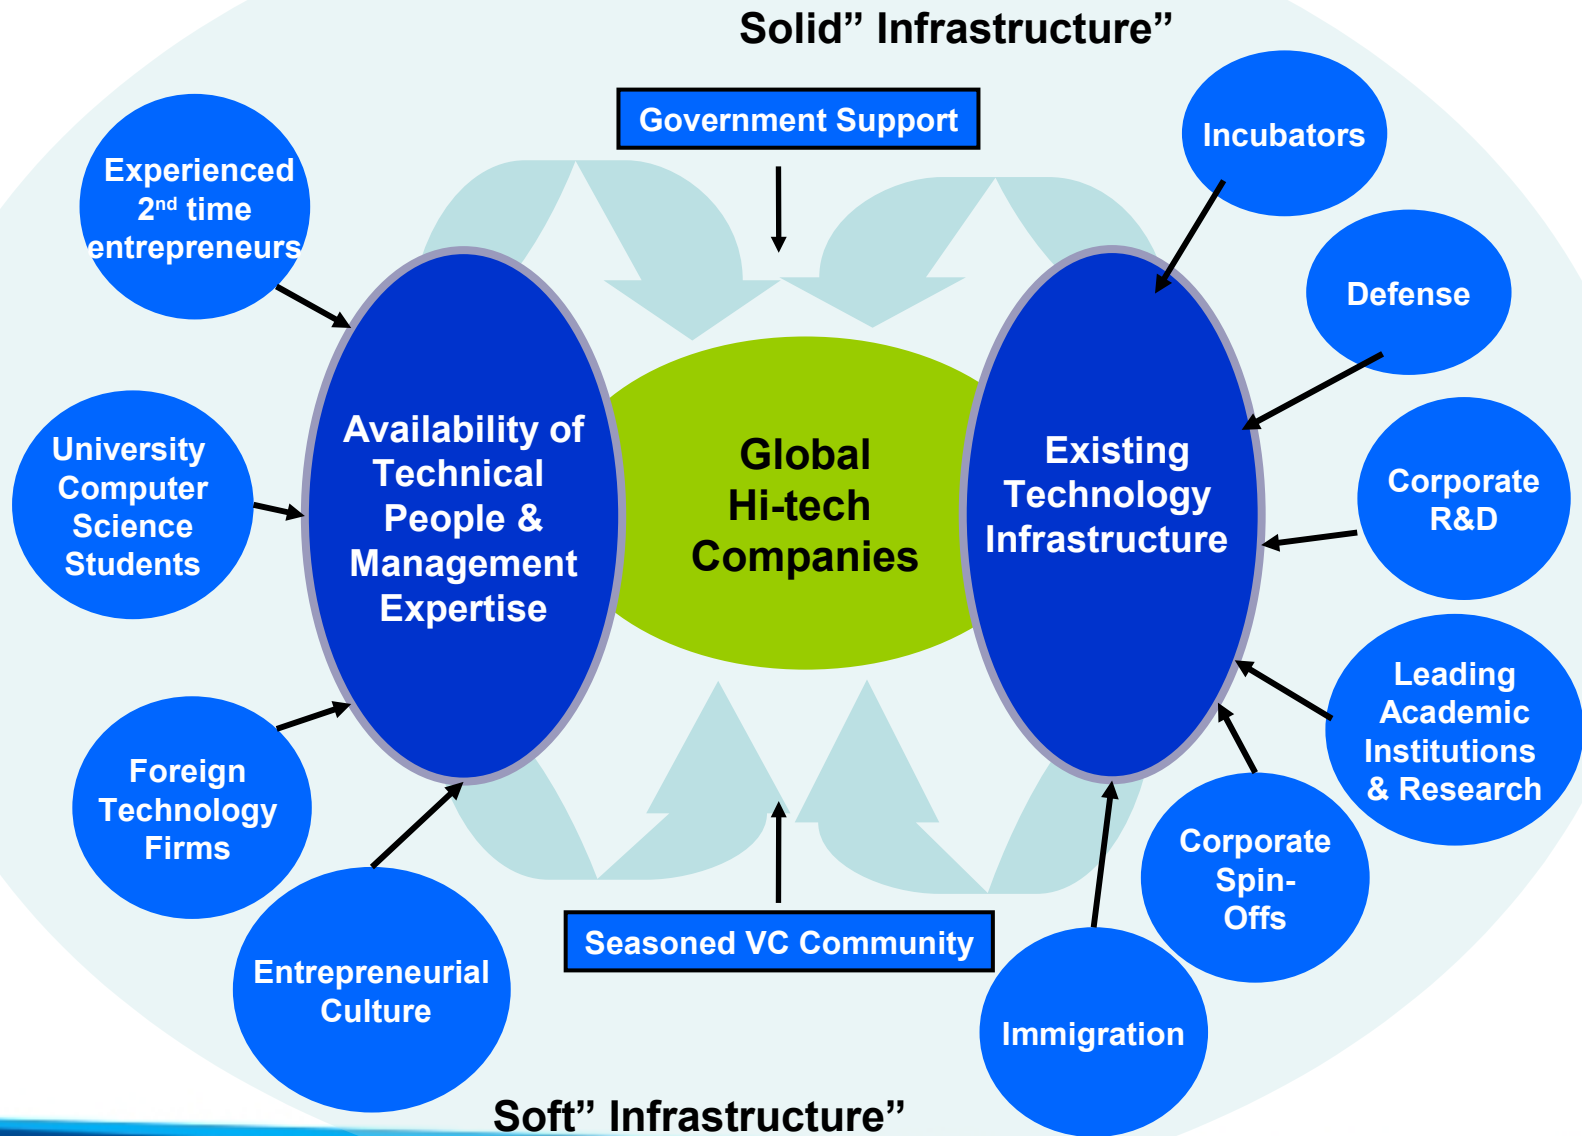 Solid” Infrastructure”
Government Support
Incubators
Experienced
2nd time
entrepreneurs
Defense
University
Computer
Science
Students
Availability of
Technical
People &
Management
Expertise
Global
Hi-tech
Companies
Existing
Technology
Infrastructure
Corporate
R&D
Leading
Academic
Institutions
& Research
Foreign
Technology
Firms
Corporate
Spin-
Offs
Seasoned VC Community
Entrepreneurial
Culture
Immigration
Soft” Infrastructure”